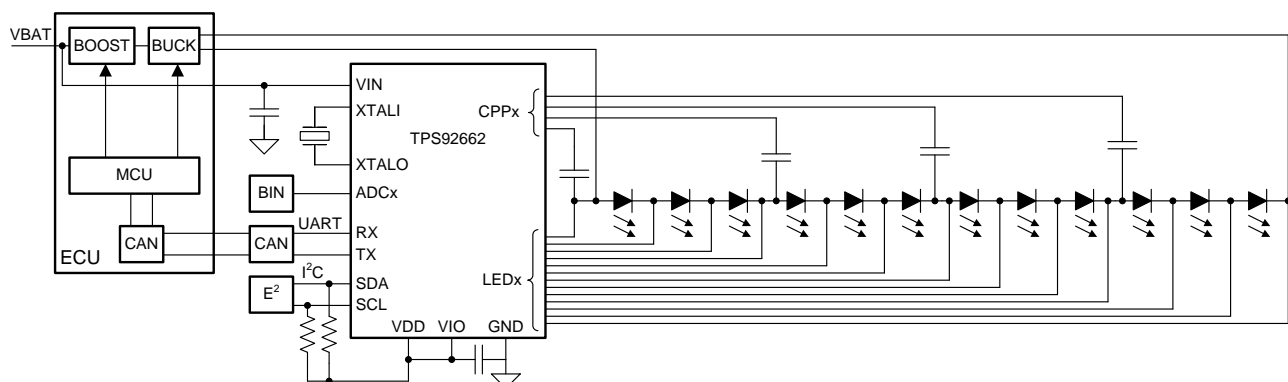 VBAT
BOOST
BUCK
VIN
XTALI
CPPx
TPS92662
XTALO
MCU
BIN
ADCx
UART
RX
CAN
CAN
TX
ECU
I²C
SDA
LEDx
E²
SCL
VDD
VIO
GND